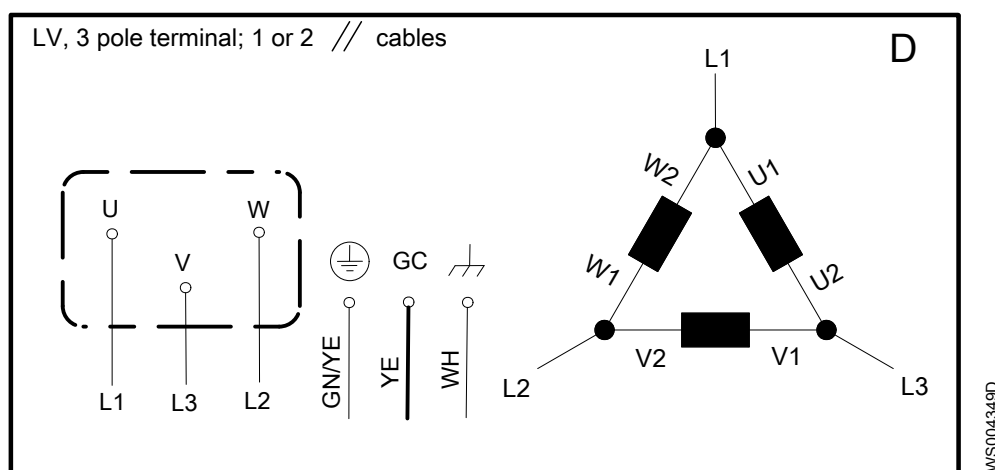 LV, 3 pole terminal; 1 or 2 // cables
D
L1
W2
U1
U
W
V
GC
W1
U2
GN/YE
YE
WH
V2
V1
L1
L3
L2
L2
L3
WS004349D